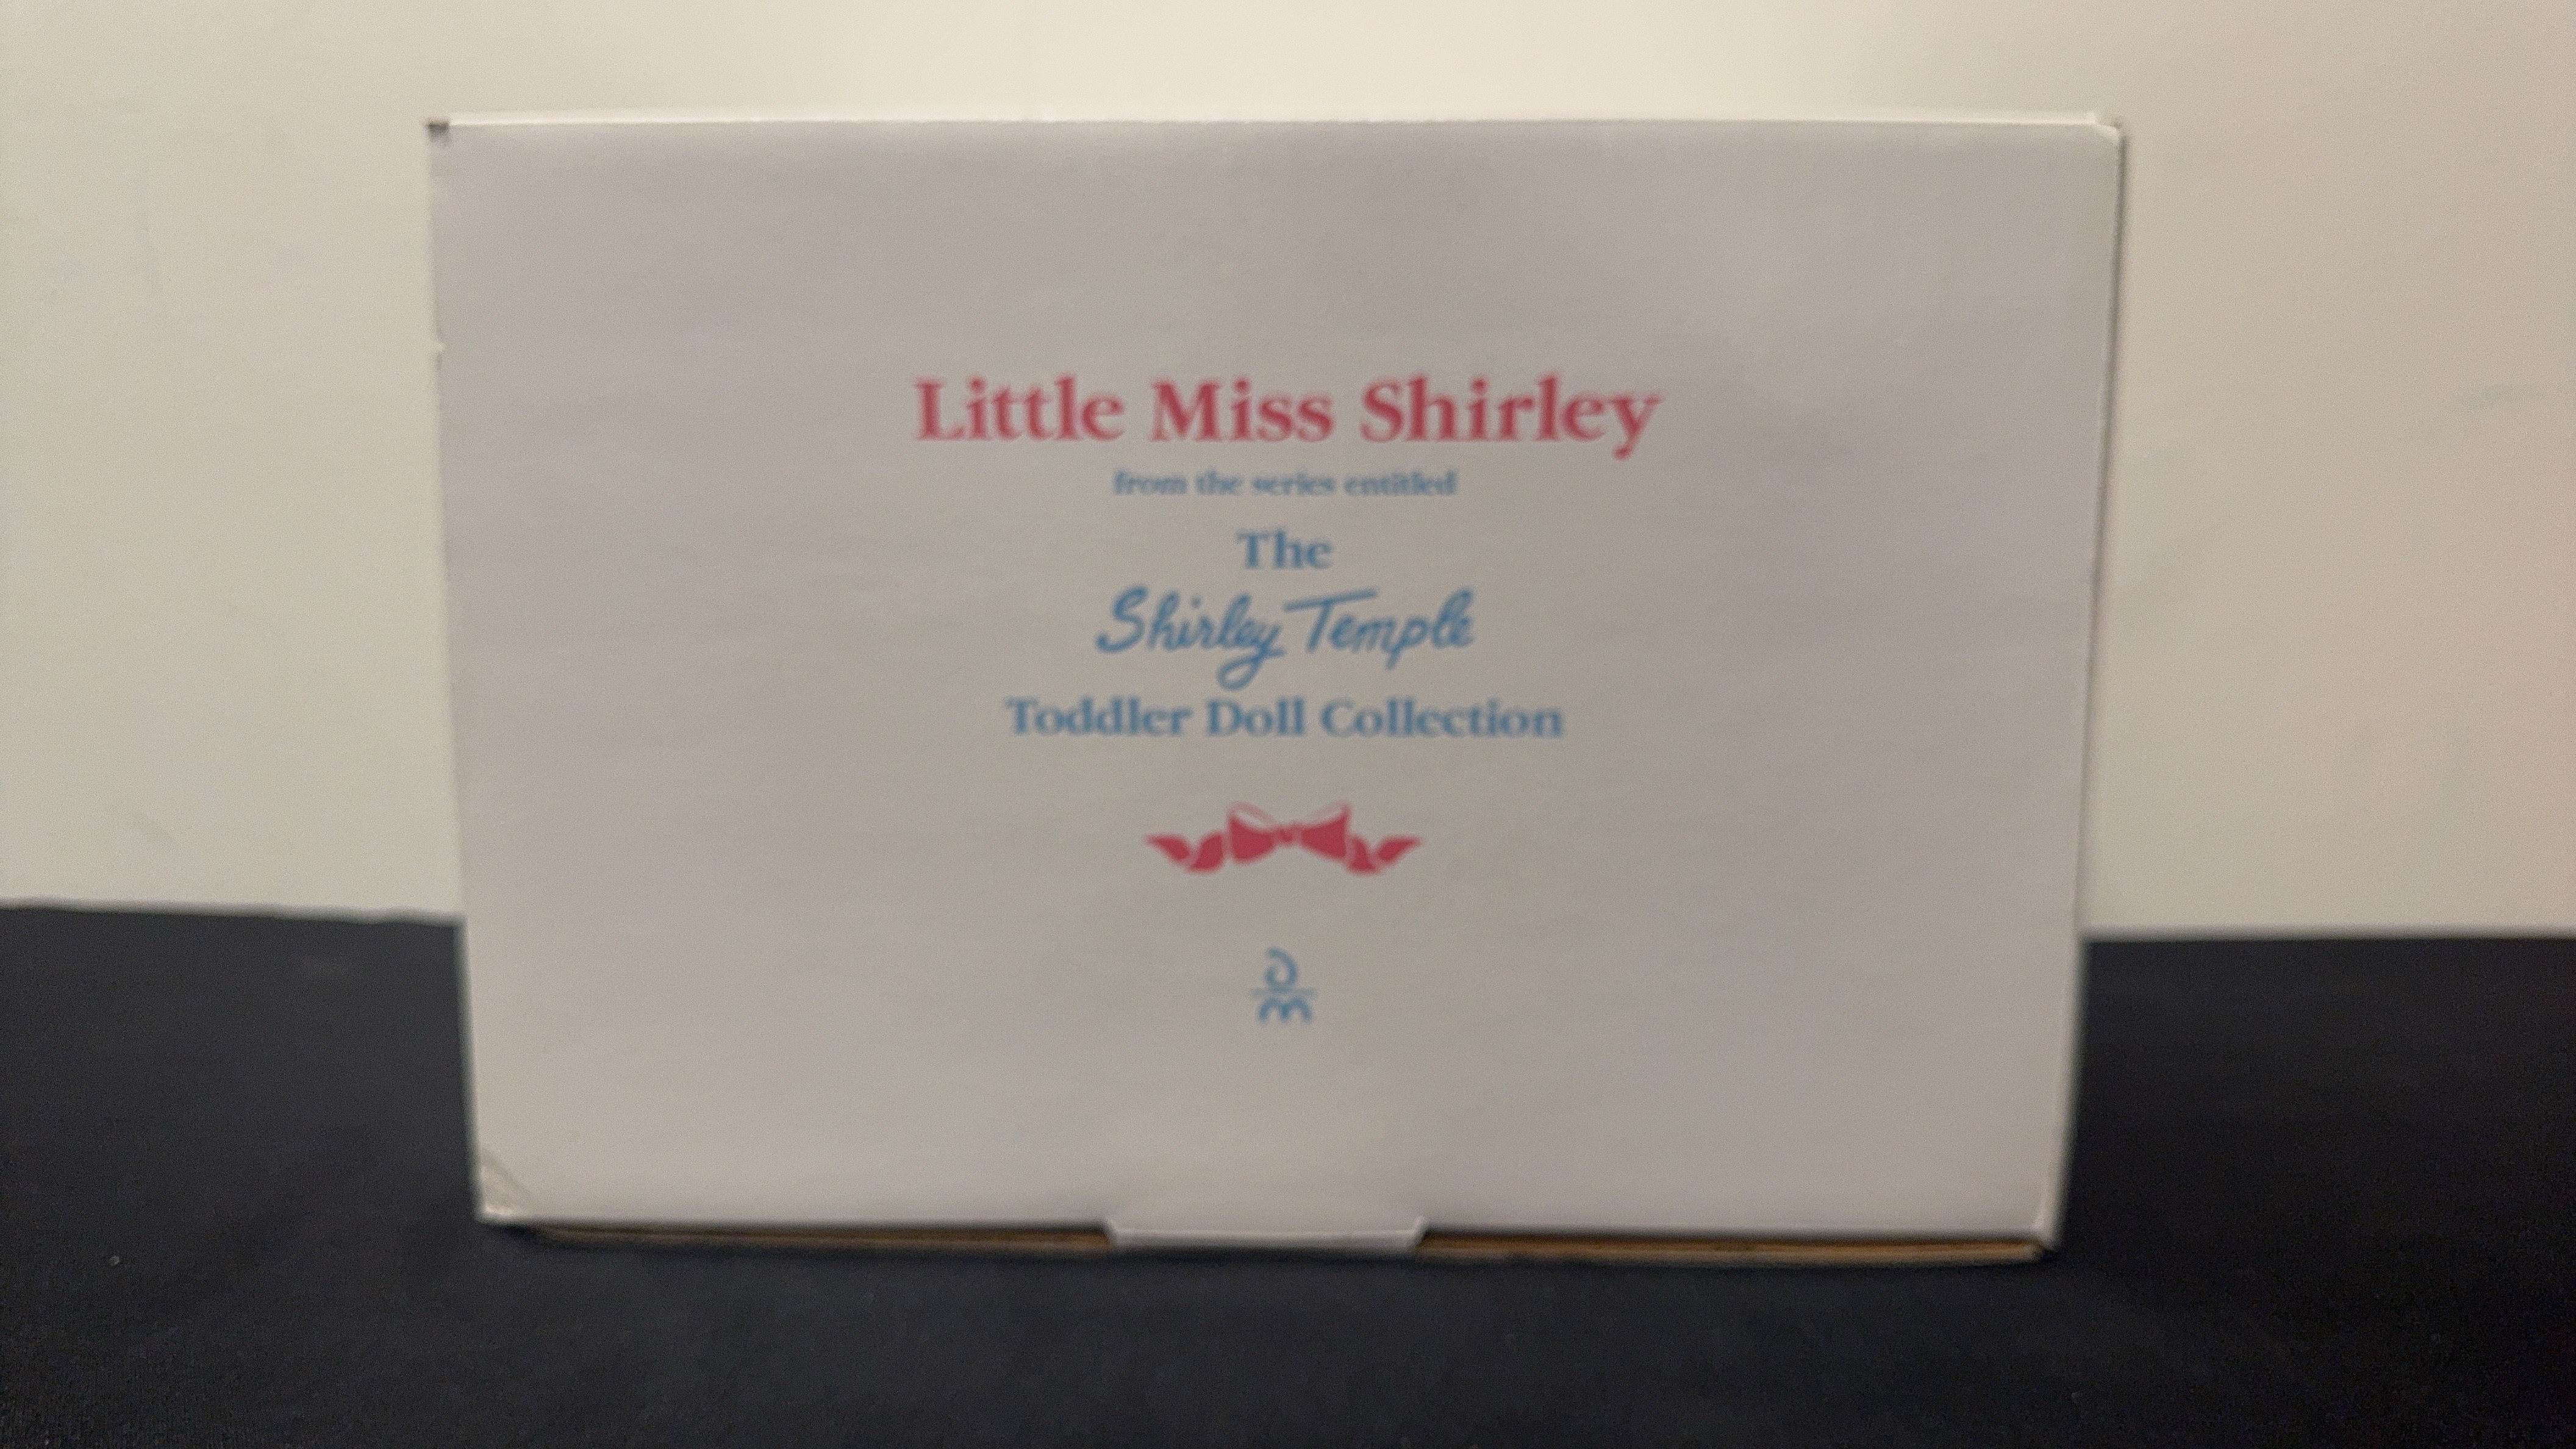 Little Miss Shirley
from the series entitled
The
Shirley Temple
Toddler Doll Collection